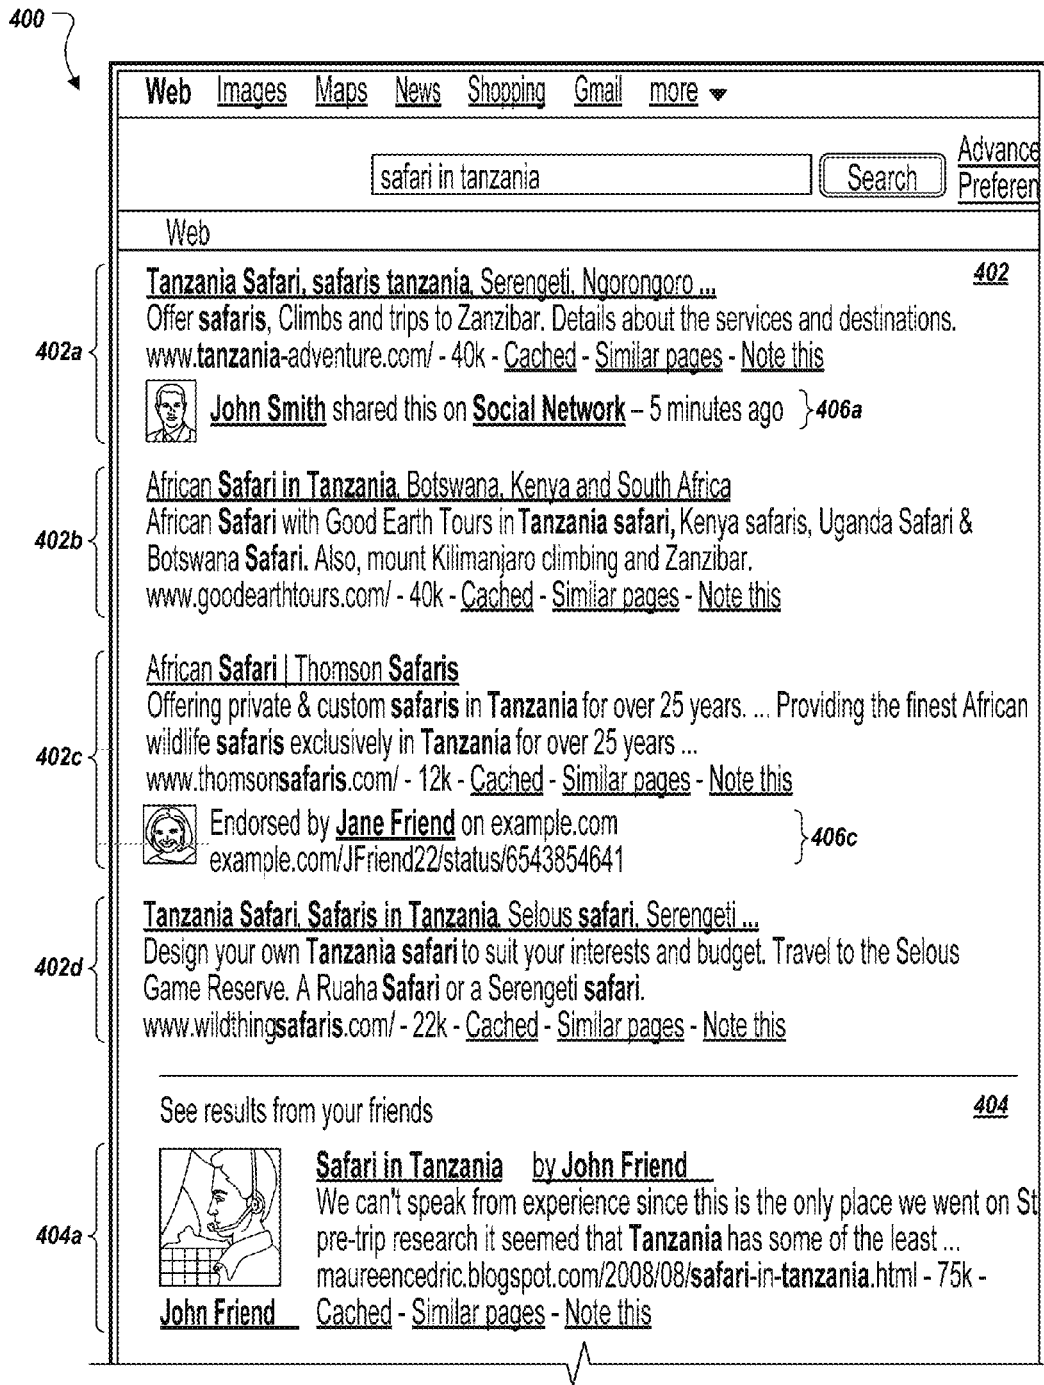 400
Web Images Maps News Shopping Gmail more
Advance
safari in tanzania Search
Preferen
Web
402
Tanzania Safari, safaris tanzania, Serengeti, Ngorongoro ...
Offer safaris, Climbs and trips to Zanzibar. Details about the services and destinations.
402a
www.tanzania-adventure.com/ - 40k - Cached - Similar pages - Note this
John Smith shared this on Social Network – 5 minutes ago 406a
African Safari in Tanzania, Botswana, Kenya and South Africa
African Safari with Good Earth Tours in Tanzania safari, Kenya safaris, Uganda Safari &
402b
Botswana Safari. Also, mount Kilimanjaro climbing and Zanzibar.
www.goodearthtours.com/ - 40k - Cached - Similar pages - Note this
African Safari | Thomson Safaris
Offering private & custom safaris in Tanzania for over 25 years. ... Providing the finest African
wildlife safaris exclusively in Tanzania for over 25 years ...
402c
www.thomsonsafaris.com/ - 12k - Cached - Similar pages - Note this
Endorsed by Jane Friend on example.com
406c
example.com/JFriend22/status/6543854641
Tanzania Safari, Safaris in Tanzania, Selous safari, Serengeti ...
Design your own Tanzania safari to suit your interests and budget. Travel to the Selous
402d
Game Reserve. A Ruaha Safari or a Serengeti safari.
www.wildthingsafaris.com/ - 22k - Cached - Similar pages - Note this
See results from your friends 404
Safari in Tanzania by John Friend
We can't speak from experience since this is the only place we went on St
404a
pre-trip research it seemed that Tanzania has some of the least ...
maureencedric.blogspot.com/2008/08/safari-in-tanzania.html - 75k -
John Friend Cached - Similar pages - Note this